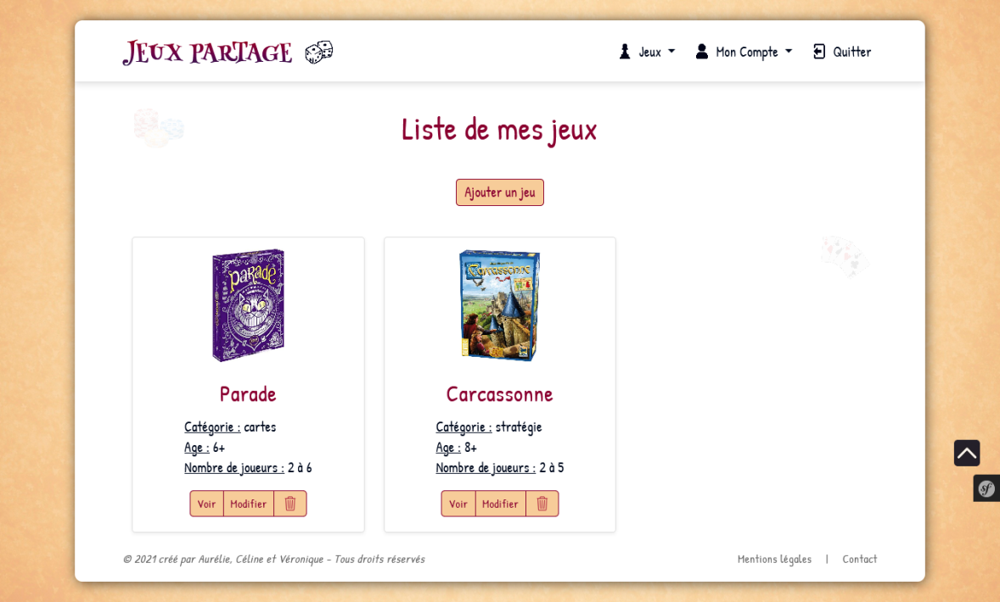 JEUX PARTAGE
Jeux
Mon Compte
Quitter
Liste de mes jeux
Ajouter un jeu
PARADE
CARCASSONNE
Parade
Carcassonne
Catégorie : cartes
Age : 6+
Nombre de joueurs : 2 à 6
Catégorie : stratégie
Age : 8+
Nombre de joueurs : 2 à 5
Voir Modifier
Voir Modifier
sf
© 2021 créé par Aurélie, Céline et Véronique - Tous droits réservés
Mentions légales | Contact